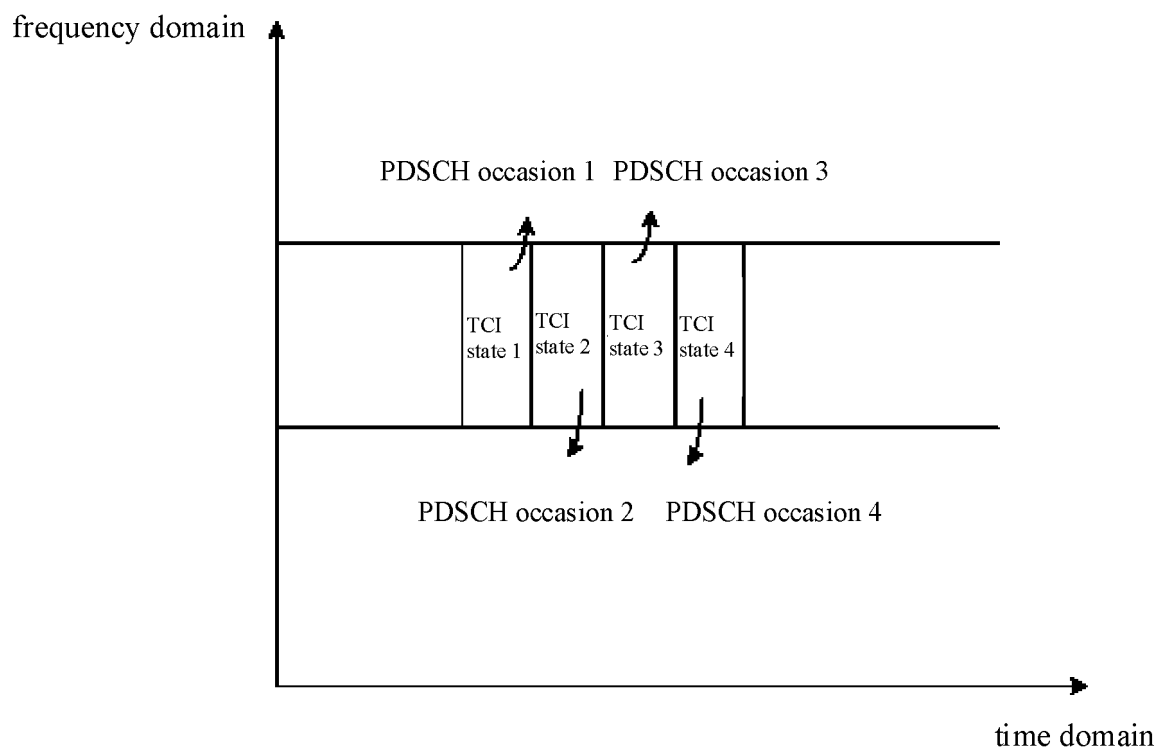 frequency domain
PDSCH occasion 1 PDSCH occasion 3
TCI
state 1
TCI
state 2
TCI
state 3
TCI
state 4
PDSCH occasion 2 PDSCH occasion 4
time domain